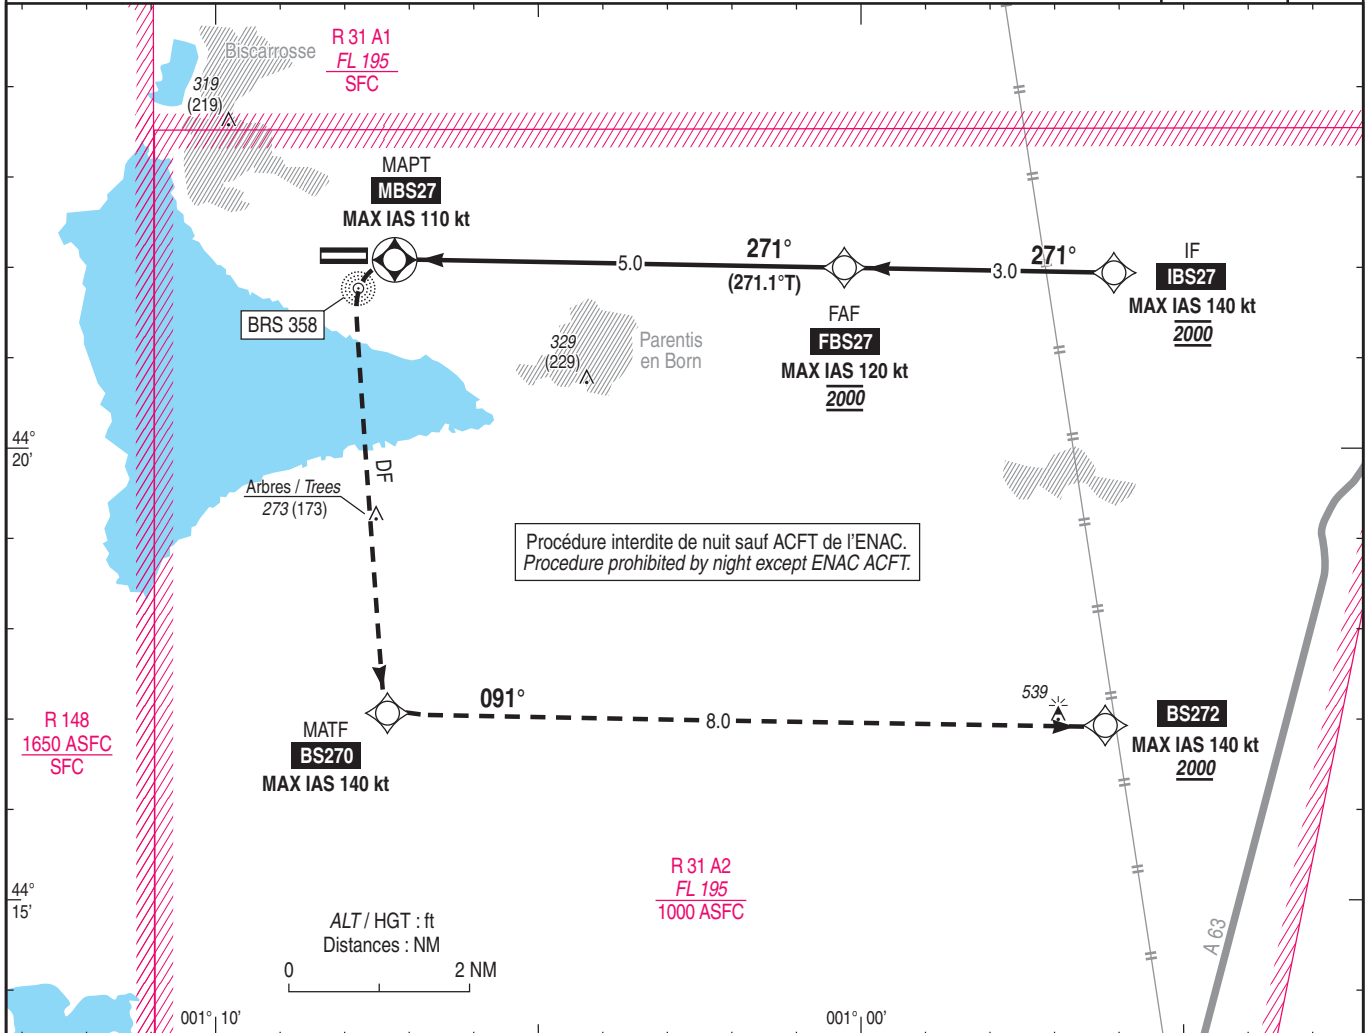 R 31 A1
FL 195
SFC
Biscarrosse
319
(219)
MAPT
MBS27
MAX IAS 110 kt
5.0
271°
(271.1°T)
3.0
271°
IF
IBS27
MAX IAS 140 kt
2000
FAF
FBS27
MAX IAS 120 kt
2000
BRS 358
329
(229)
Parentis
en Born
44°
20'
DF
Arbres / Trees
273 (173)
Procédure interdite de nuit sauf ACFT de l'ENAC.
Procedure prohibited by night except ENAC ACFT.
R 148
1650 ASFC
SFC
MATF
BS270
MAX IAS 140 kt
091°
8.0
539
BS272
MAX IAS 140 kt
2000
R 31 A2
FL 195
1000 ASFC
44°
15'
ALT / HGT : ft
Distances : NM
0
2 NM
A 63
001° 10'
001° 00'